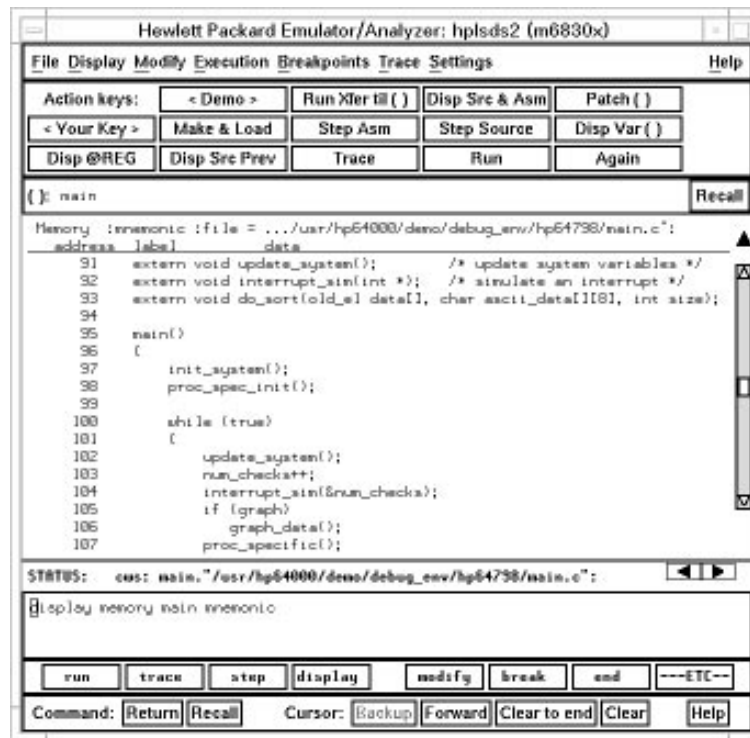 Hewlett Packard Emulator/Analyzer: hplsds2 (m6830x)
File Display Modify Execution Breakpoints Trace Settings Help
Action keys: < Demo > Run Xfer til ( ) Disp Src & Asm Patch ( )
< Your Key > Make & Load Step Asm Step Source Disp Var ( )
Disp @REG Disp Src Prev Trace Run Again
( ): main Recall
Memory :mnemonic :file = .../usr/hp64000/demo/debug_env/hp64798/main.c":
address label data
91 extern void update_system(); /* update system variables */
92 extern void interrupt_sim(int *); /* simulate an interrupt */
93 extern void do_sort(old_el data[], char ascii_data[][8], int size);
94
95 main()
96 {
97 init_system();
98 proc_spec_init();
99
100 while (true)
101 {
102 update_system();
103 num_checks++;
104 interrupt_sim(&num_checks);
105 if (graph)
106 graph_data();
107 proc_specific();
STATUS: cws: main."/usr/hp64000/demo/debug_env/hp64798/main.c":
display memory main mnemonic
run trace step display modify break end ---ETC--
Command: Return Recall Cursor: Backup Forward Clear to end Clear Help